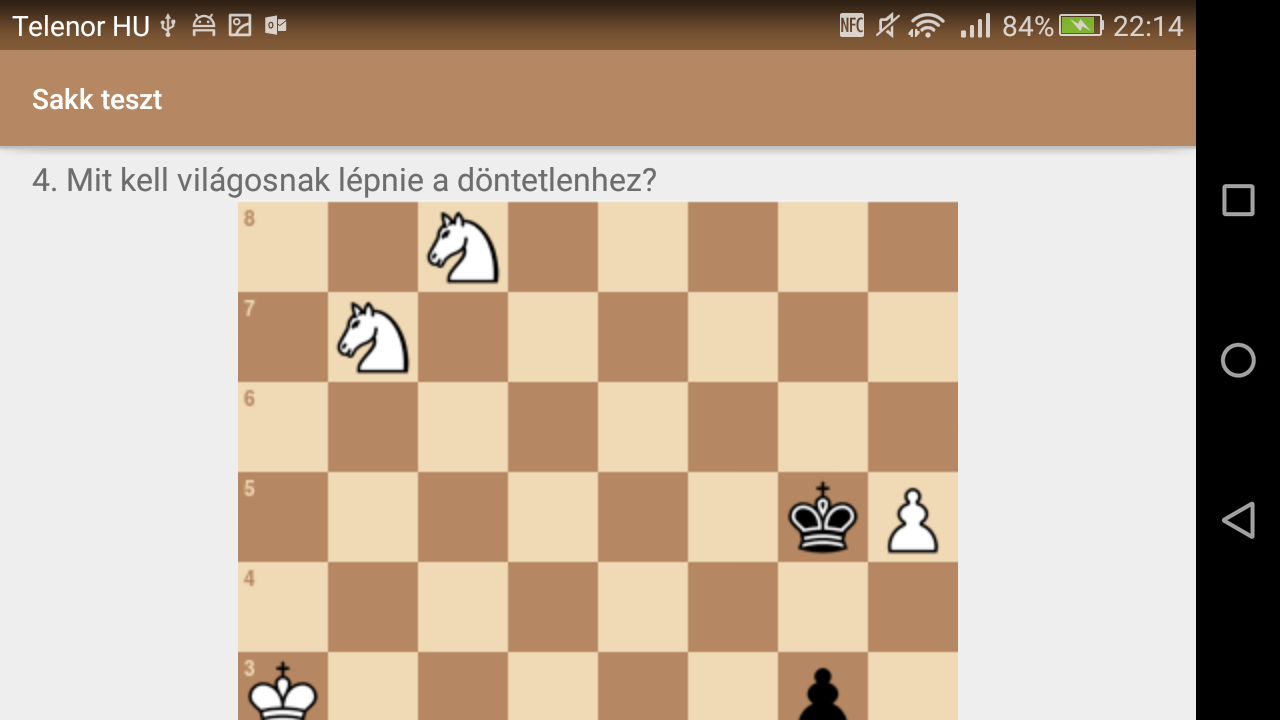 Telenor HU NFC 84% 22:14
Sakk teszt
4. Mit kell világosnak lépnie a döntetlenhez?
8
7
6
5
4
3